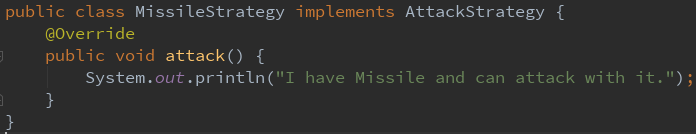 public class MissileStrategy implements AttackStrategy {
    @Override
    public void attack() {
        System.out.println("I have Missile and can attack with it.");
    }
}